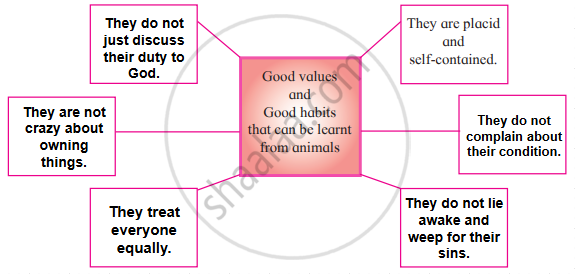 They do not
just discuss
their duty to
God.
They are placid
and
self-contained.
Good values
and
Good habits
that can be learnt
from animals
They are not
crazy about
owning
things.
They do not
complain about
their condition.
They treat
everyone
equally.
They do not lie
awake and
weep for their
sins.
shaalaa.com